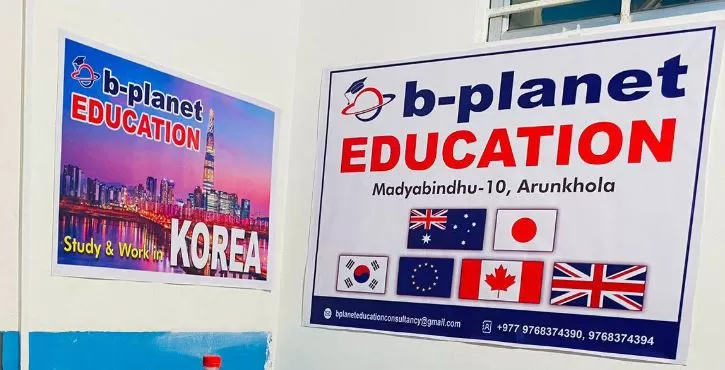 b-planet
EDUCATION
Study & Work in KOREA
b-planet
EDUCATION
Madyabindhu-10, Arunkhola
bplaneteducationconsultancy@gmail.com
+977 9768374390, 9768374394